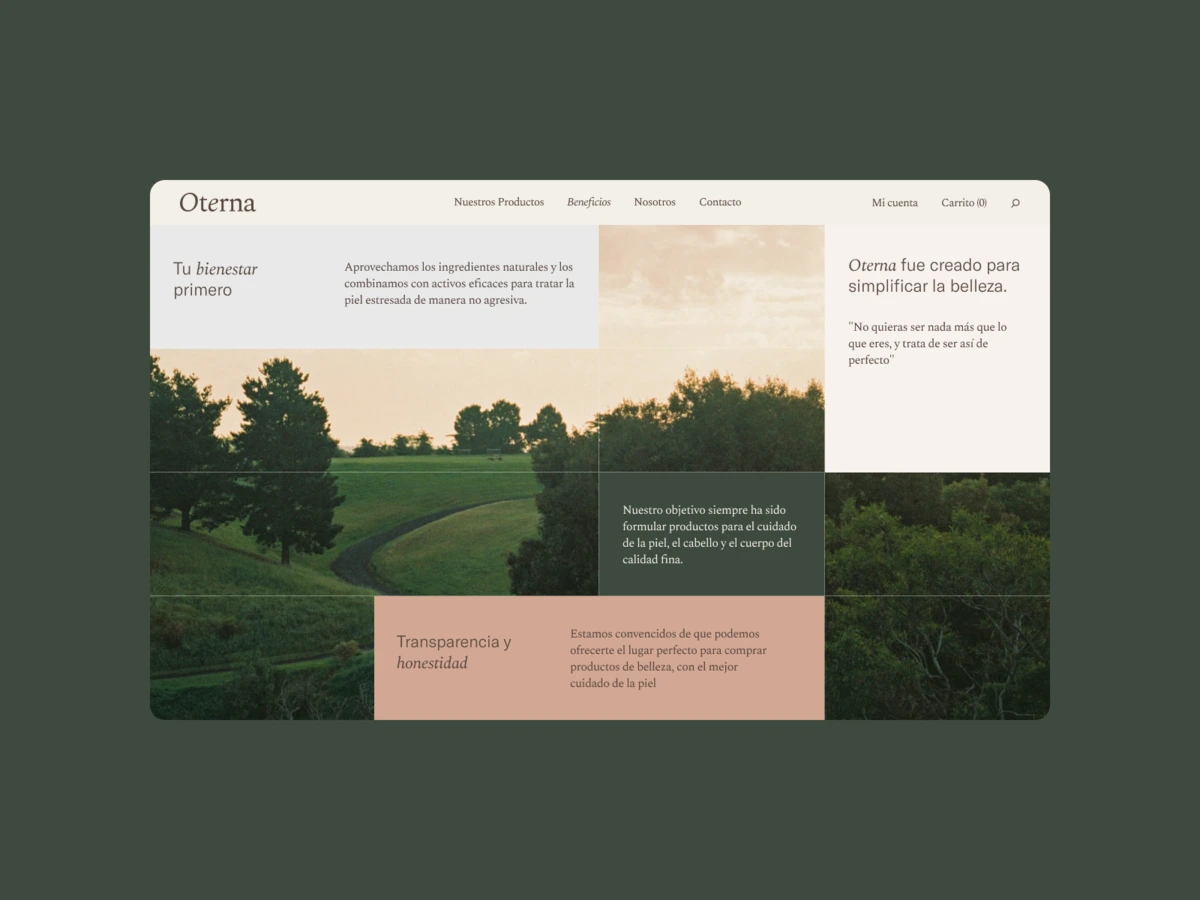 Oterna
Nuestros Productos Beneficios Nosotros Contacto
Mi cuenta Carrito (0)
Tu bienestar
primero
Aprovechamos los ingredientes naturales y los
combinamos con activos eficaces para tratar la
piel estresada de manera no agresiva.
Oterna fue creado para
simplificar la belleza.
"No quieras ser nada más que lo
que eres, y trata de ser así de
perfecto"
Nuestro objetivo siempre ha sido
formular productos para el cuidado
de la piel, el cabello y el cuerpo del
calidad fina.
Transparencia y
honestidad
Estamos convencidos de que podemos
ofrecerte el lugar perfecto para comprar
productos de belleza, con el mejor
cuidado de la piel